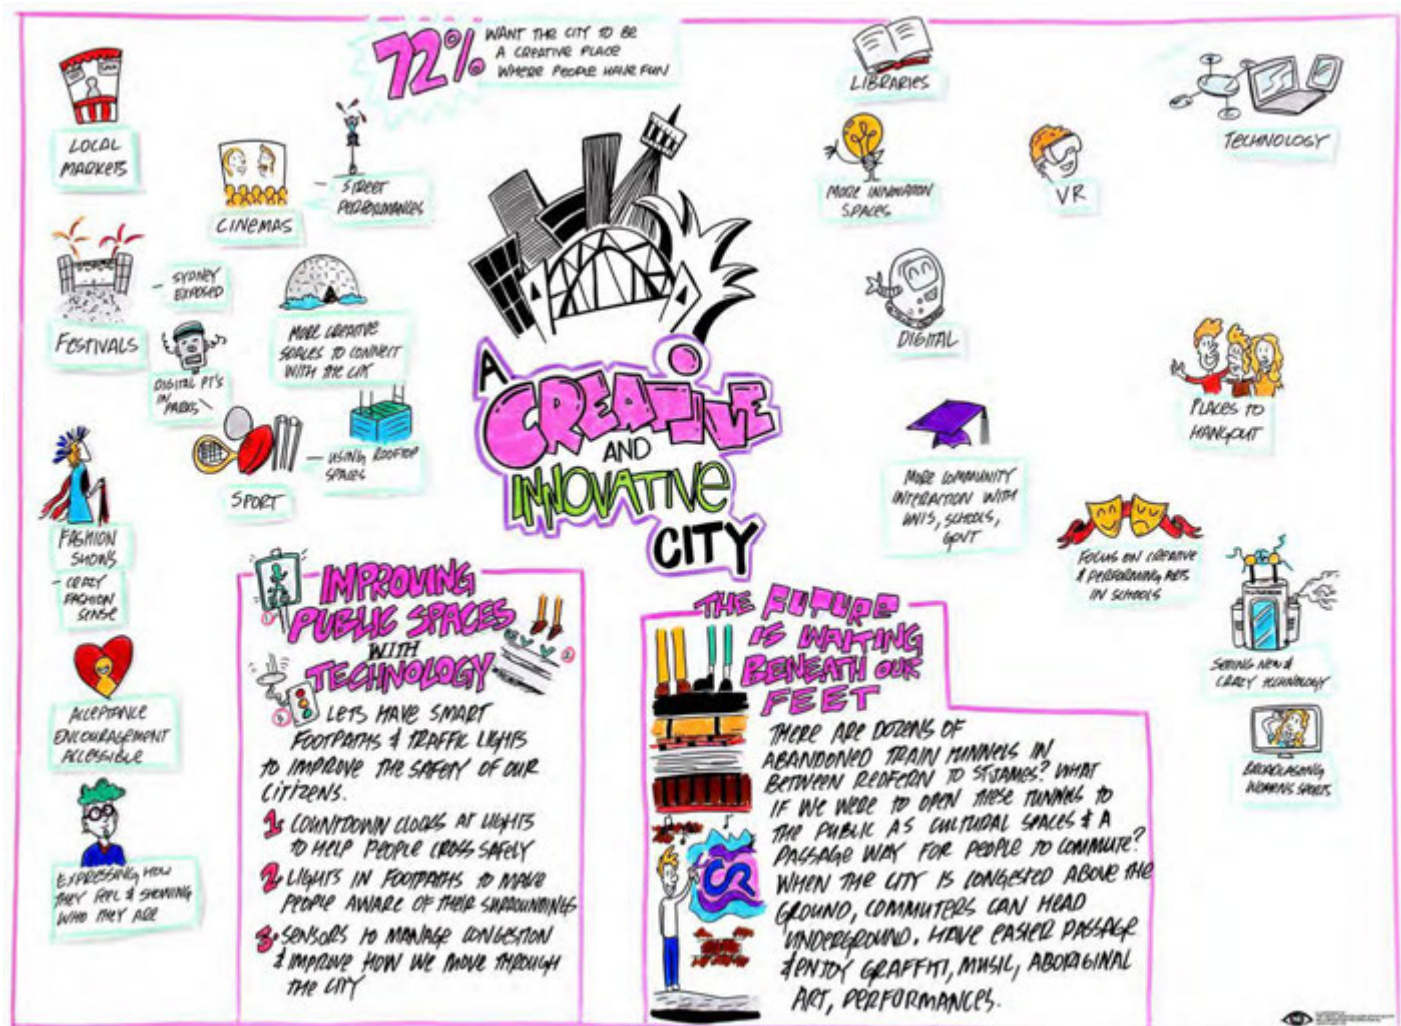 72%
WANT THE CITY TO BE
A CREATIVE PLACE
WHERE PEOPLE HAVE FUN
LOCAL
MARKETS
CINEMAS
– STREET
PERFORMANCES
FESTIVALS
– SYDNEY
EXPOSED
MORE CREATIVE
SPACES TO CONNECT
WITH THE CITY
DIGITAL PT'S
IN
PARKS
SPORT
– USING ROOFTOP
SPACES
FASHION
SHOWS
– CRAZY
FASHION
SENSE
ACCEPTANCE
ENCOURAGEMENT
ACCESSIBLE
EXPRESSING HOW
THEY FEEL & SHOWING
WHO THEY ARE
A
CREATIVE
AND
INNOVATIVE
CITY
LIBRARIES
MORE INNOVATION
SPACES
VR
TECHNOLOGY
DIGITAL
PLACES TO
HANGOUT
MORE COMMUNITY
INTERACTION WITH
UNIS, SCHOOLS,
GOVT
FOCUS ON CREATIVE
& PERFORMING ARTS
IN SCHOOLS
SEEING NEW &
CRAZY TECHNOLOGY
BROADCASTING
WOMENS SPORTS
IMPROVING
PUBLIC SPACES
WITH
TECHNOLOGY
LETS HAVE SMART
FOOTPATHS & TRAFFIC LIGHTS
TO IMPROVE THE SAFETY OF OUR
CITIZENS.
1. COUNTDOWN CLOCKS AT LIGHTS
TO HELP PEOPLE CROSS SAFELY
2. LIGHTS IN FOOTPATHS TO MAKE
PEOPLE AWARE OF THEIR SURROUNDINGS
3. SENSORS TO MANAGE CONGESTION
& IMPROVE HOW WE MOVE THROUGH
THE CITY
THE FUTURE
IS WAITING
BENEATH OUR
FEET
THERE ARE DOZENS OF
ABANDONED TRAIN TUNNELS IN
BETWEEN REDFERN TO ST JAMES? WHAT
IF WE WERE TO OPEN THESE TUNNELS TO
THE PUBLIC AS CULTURAL SPACES & A
PASSAGE WAY FOR PEOPLE TO COMMUTE?
WHEN THE CITY IS CONGESTED ABOVE THE
GROUND, COMMUTERS CAN HEAD
UNDERGROUND. HAVE EASIER PASSAGE
& ENJOY GRAFFITI, MUSIC, ABORIGINAL
ART, PERFORMANCES.